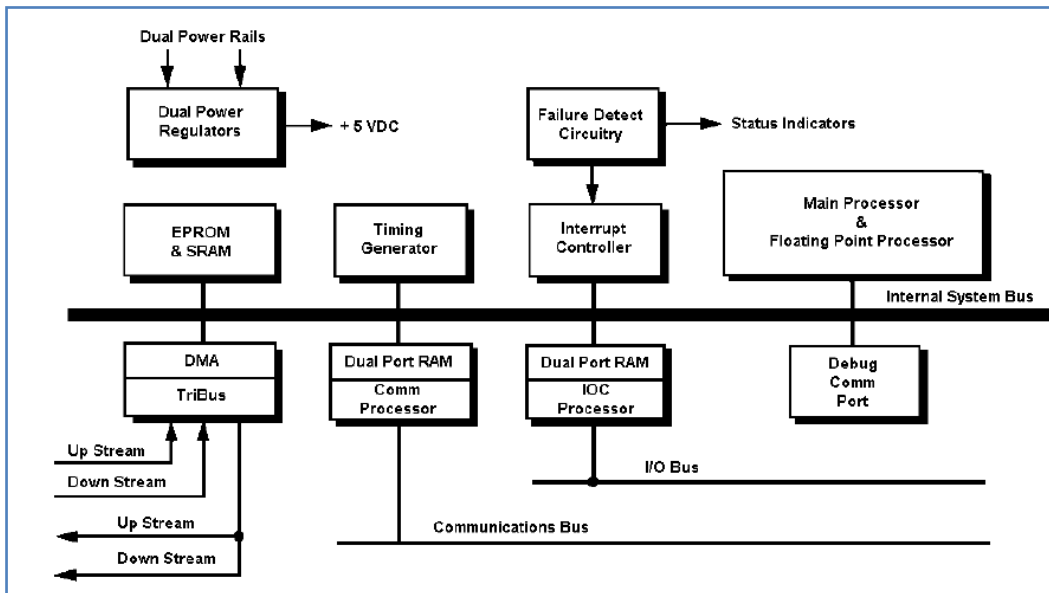 Dual Power Rails
Dual Power
Regulators
+ 5 VDC
Failure Detect
Circuitry
Status Indicators
EPROM
& SRAM
Timing
Generator
Interrupt
Controller
Main Processor
&
Floating Point Processor
Internal System Bus
DMA
TriBus
Dual Port RAM
Comm
Processor
Dual Port RAM
IOC
Processor
Debug
Comm
Port
Up Stream
Down Stream
Up Stream
Down Stream
I/O Bus
Communications Bus